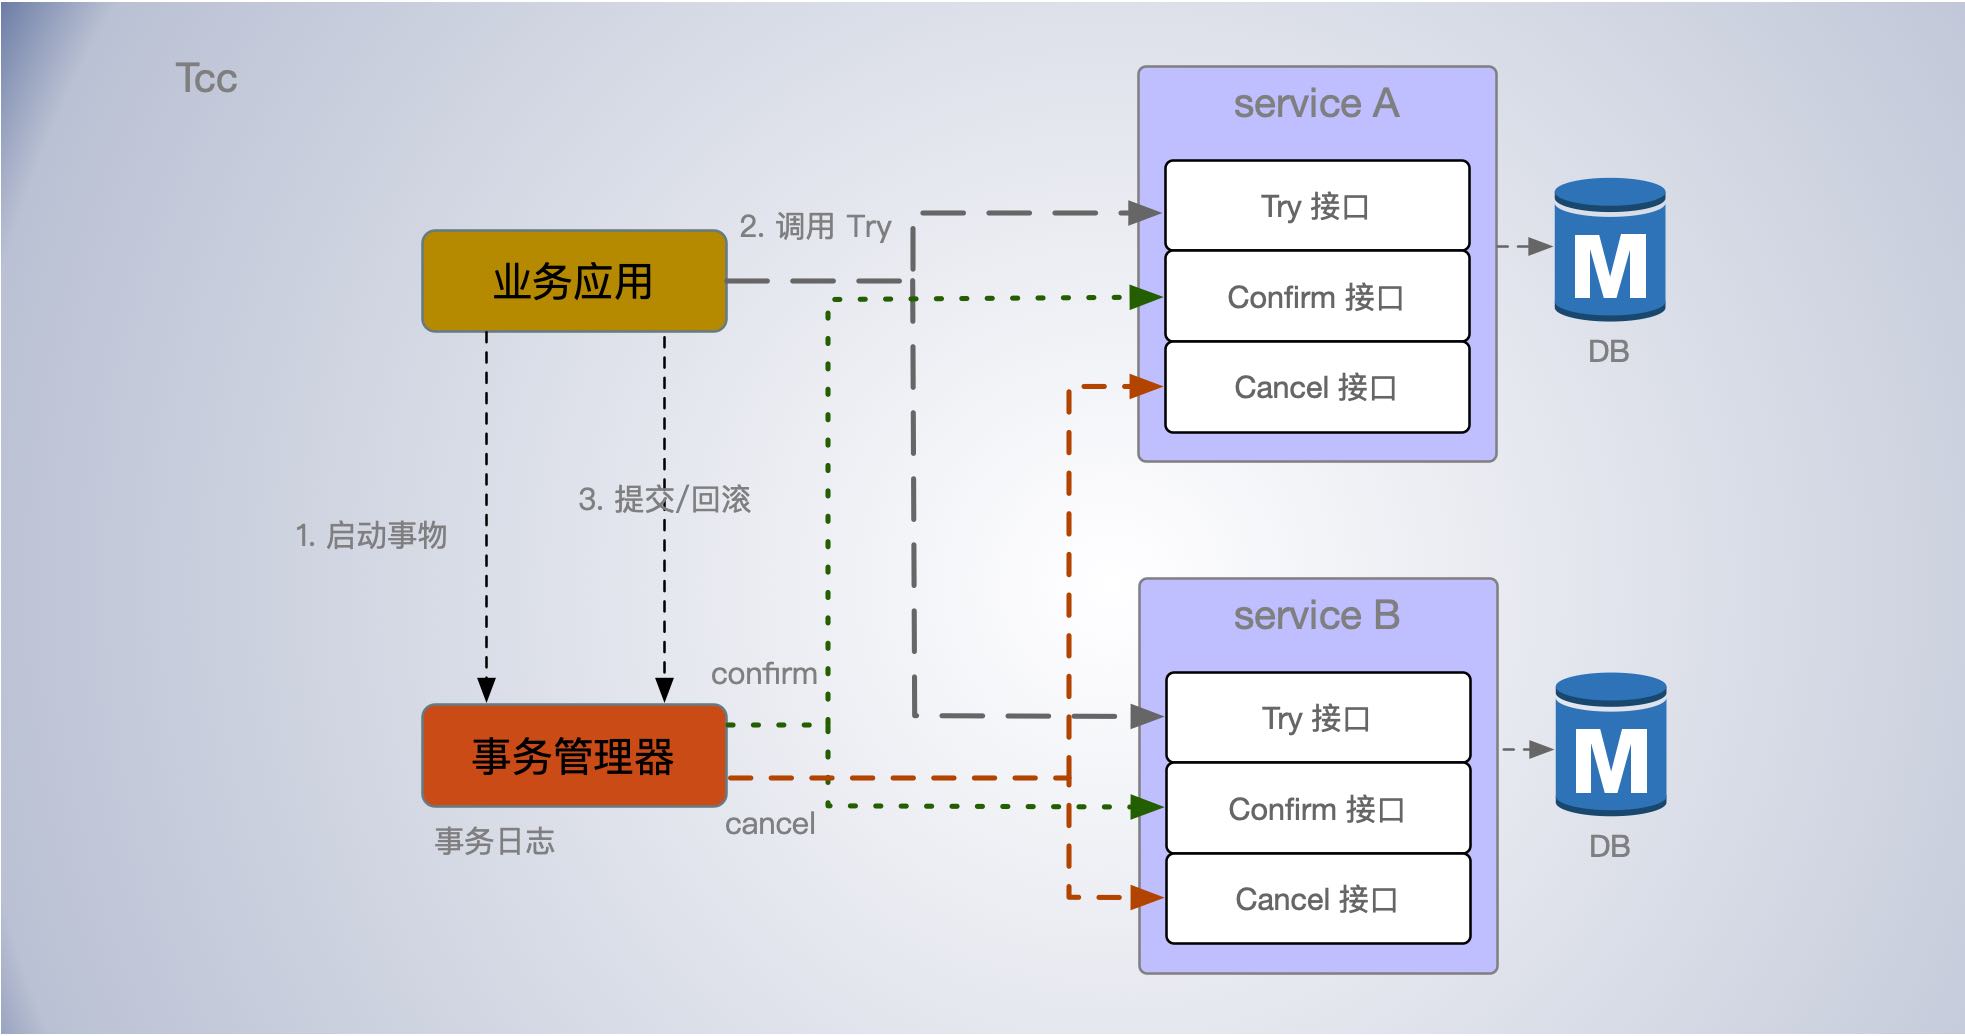 Tcc
service A
Try 接口
2. 调用 Try
业务应用
Confirm 接口
DB
Cancel 接口
3. 提交/回滚
1. 启动事物
service B
confirm
Try 接口
事务管理器
Confirm 接口
cancel
事务日志
DB
Cancel 接口
M
M